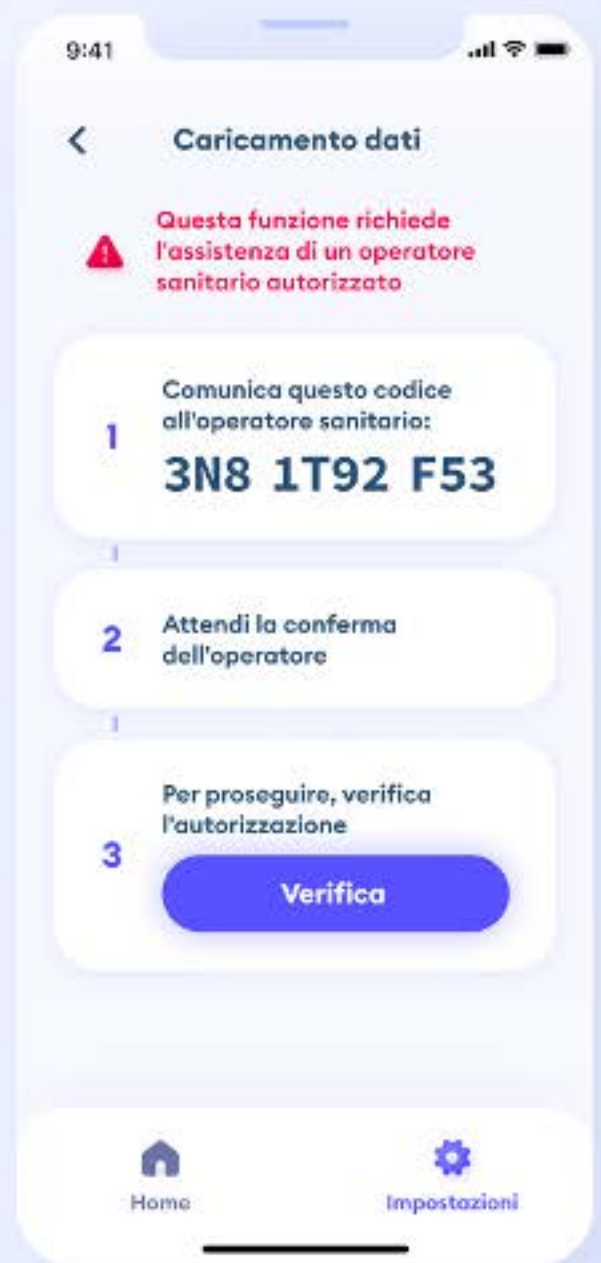 9:41
Caricamento dati
Questa funzione richiede
l'assistenza di un operatore
sanitario autorizzato
1
Comunica questo codice
all'operatore sanitario:
3N8 1T92 F53
2
Attendi la conferma
dell'operatore
3
Per proseguire, verifica
l'autorizzazione
Verifica
Home
Impostazioni